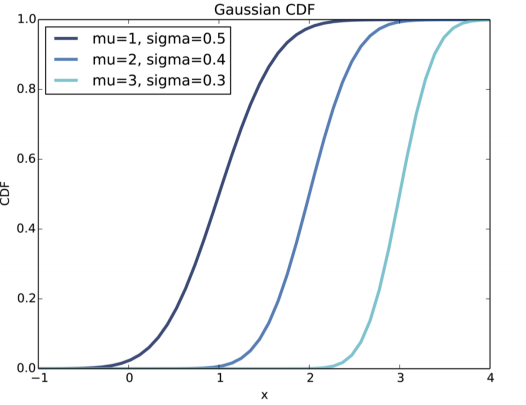 Gaussian CDF
mu=1, sigma=0.5
mu=2, sigma=0.4
mu=3, sigma=0.3
CDF
1.0
0.8
0.6
0.4
0.2
0.0
−1
0
1
2
3
4
x